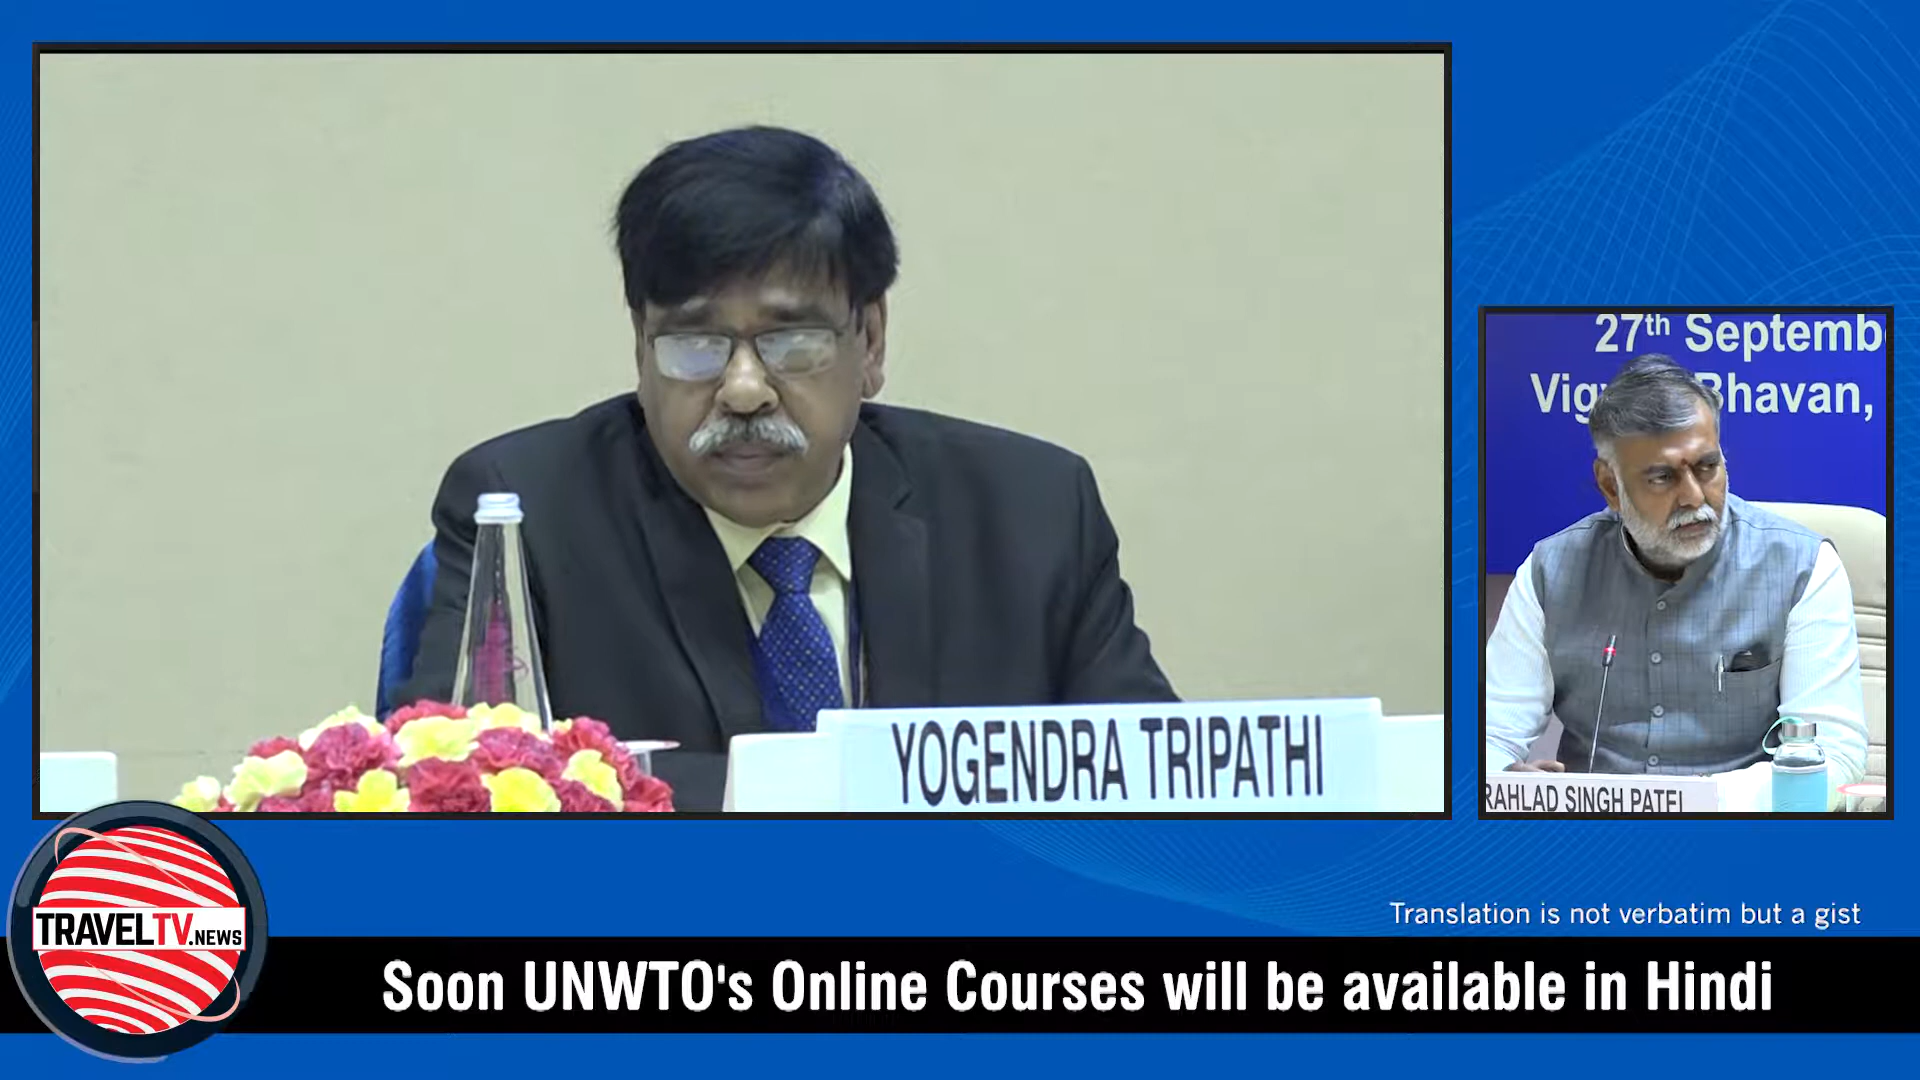 27th Septemb
Bhavan,
YOGENDRA TRIPATHI
RAHLAD SINGH PATEL
Translation is not verbatim but a gist
TRAVELTV.NEWS
Soon UNWTO's Online Courses will be available in Hindi